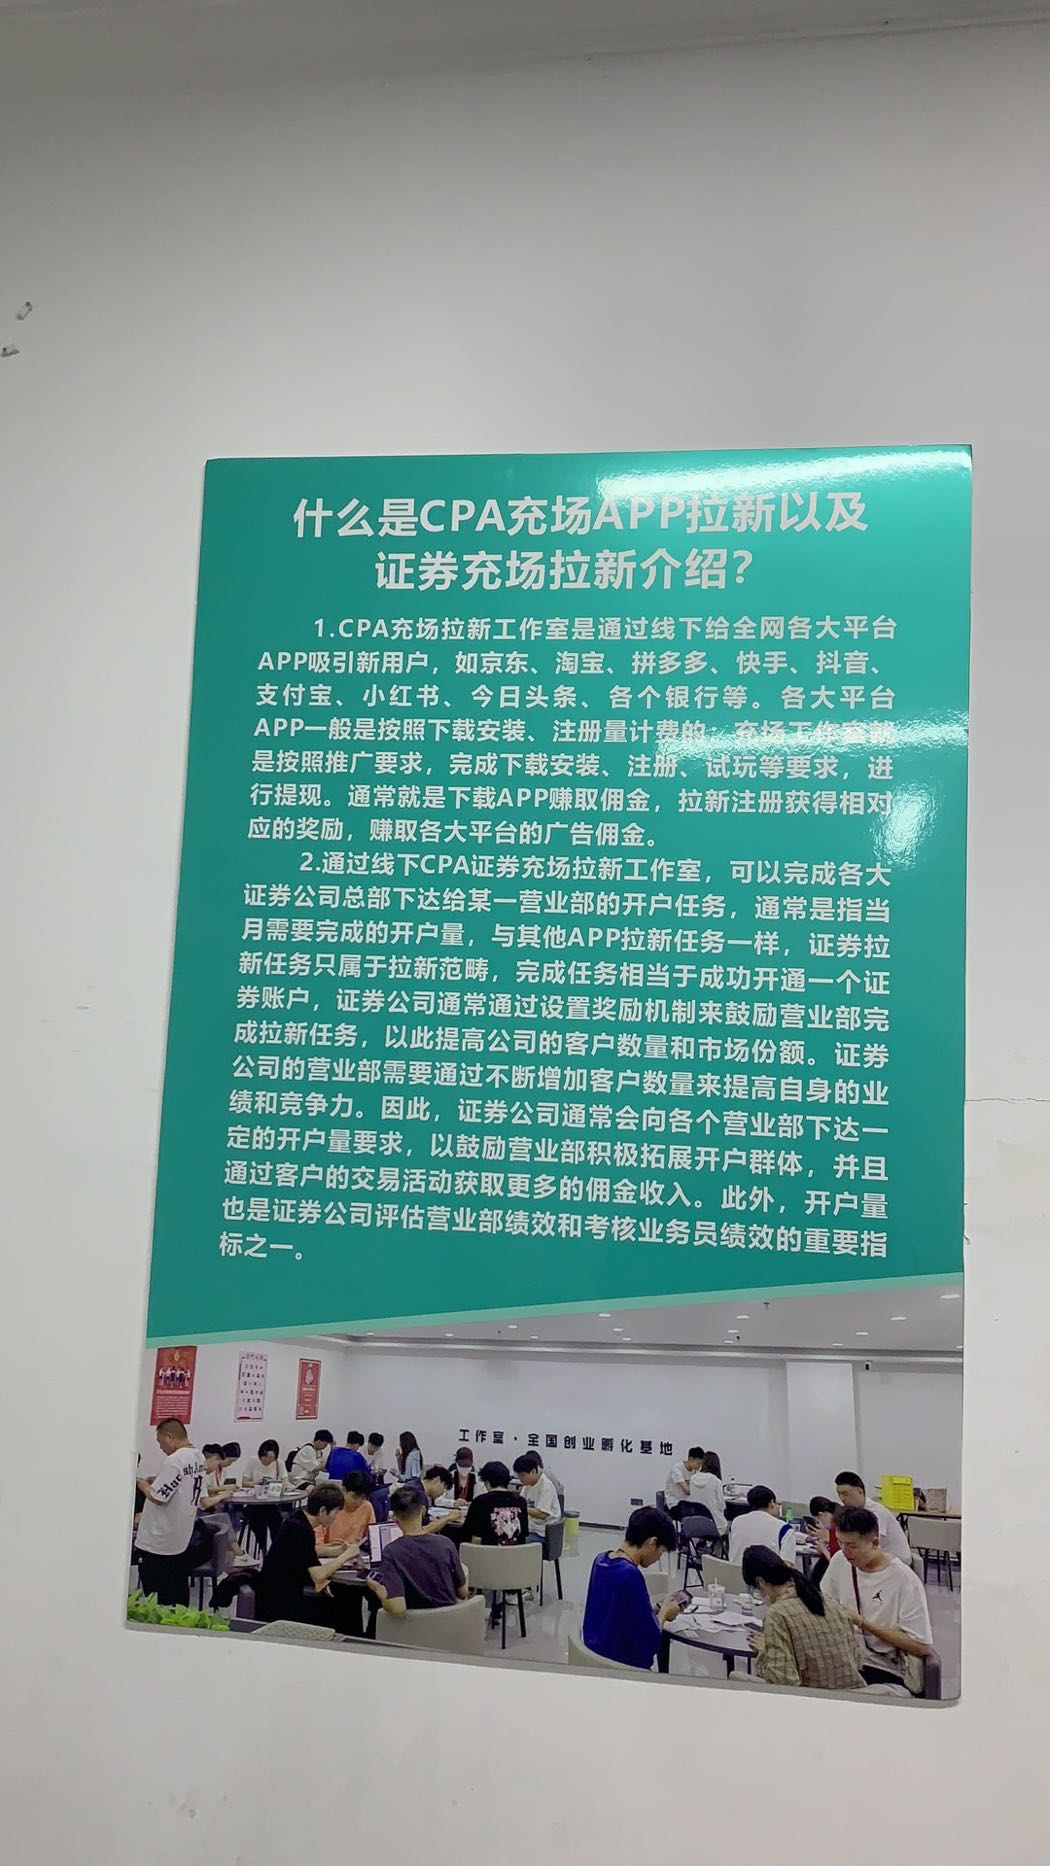 什么是CPA充场APP拉新以及
证券充场拉新介绍？
1.CPA充场拉新工作室是通过线下给全网各大平台
APP吸引新用户，如京东、淘宝、拼多多、快手、抖音、
支付宝、小红书、今日头条、各个银行等。各大平台
APP一般是按照下载安装、注册量计费的，充场工作室就
是按照推广要求，完成下载安装、注册、试玩等要求，进
行提现。通常就是下载APP赚取佣金，拉新注册获得相对
应的奖励，赚取各大平台的广告佣金。
2.通过线下CPA证券充场拉新工作室，可以完成各大
证券公司总部下达给某一营业部的开户任务，通常是指当
月需要完成的开户量，与其他APP拉新任务一样，证券拉
新任务只属于拉新范畴，完成任务相当于成功开通一个证
券账户，证券公司通常通过设置奖励机制来鼓励营业部完
成拉新任务，以此提高公司的客户数量和市场份额。证券
公司的营业部需要通过不断增加客户数量来提高自身的业
绩和竞争力。因此，证券公司通常会向各个营业部下达一
定的开户量要求，以鼓励营业部积极拓展开户群体，并且
通过客户的交易活动获取更多的佣金收入。此外，开户量
也是证券公司评估营业部绩效和考核业务员绩效的重要指
标之一。
工作室·全国创业孵化基地